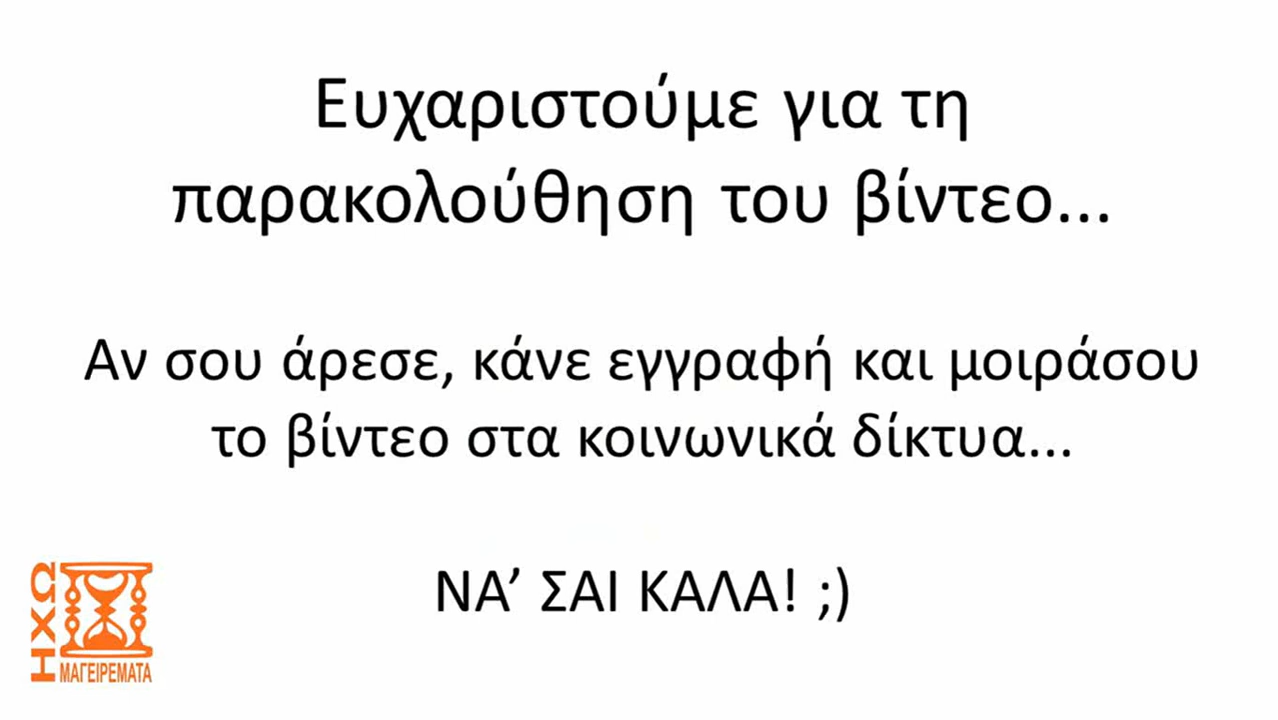 Ευχαριστούμε για τη
παρακολούθηση του βίντεο...
Αν σου άρεσε, κάνε εγγραφή και μοιράσου
το βίντεο στα κοινωνικά δίκτυα...
ΝΑ’ ΣΑΙ ΚΑΛΑ! ;)
ΗΧΩ
ΜΑΓΕΙΡΕΜΑΤΑ